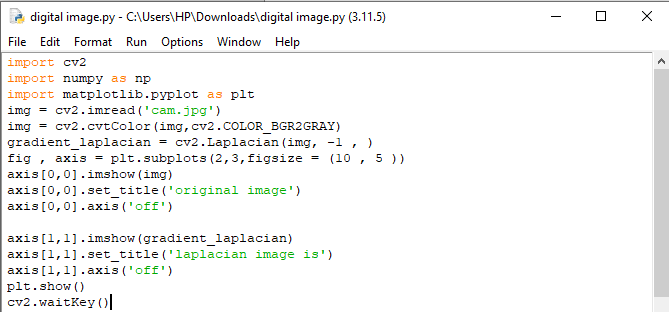 digital image.py - C:\Users\HP\Downloads\digital image.py (3.11.5)
File Edit Format Run Options Window Help
import cv2
import numpy as np
import matplotlib.pyplot as plt
img = cv2.imread('cam.jpg')
img = cv2.cvtColor(img,cv2.COLOR_BGR2GRAY)
gradient_laplacian = cv2.Laplacian(img, -1 , )
fig , axis = plt.subplots(2,3,figsize = (10 , 5 ))
axis[0,0].imshow(img)
axis[0,0].set_title('original image')
axis[0,0].axis('off')
axis[1,1].imshow(gradient_laplacian)
axis[1,1].set_title('laplacian image is')
axis[1,1].axis('off')
plt.show()
cv2.waitKey()